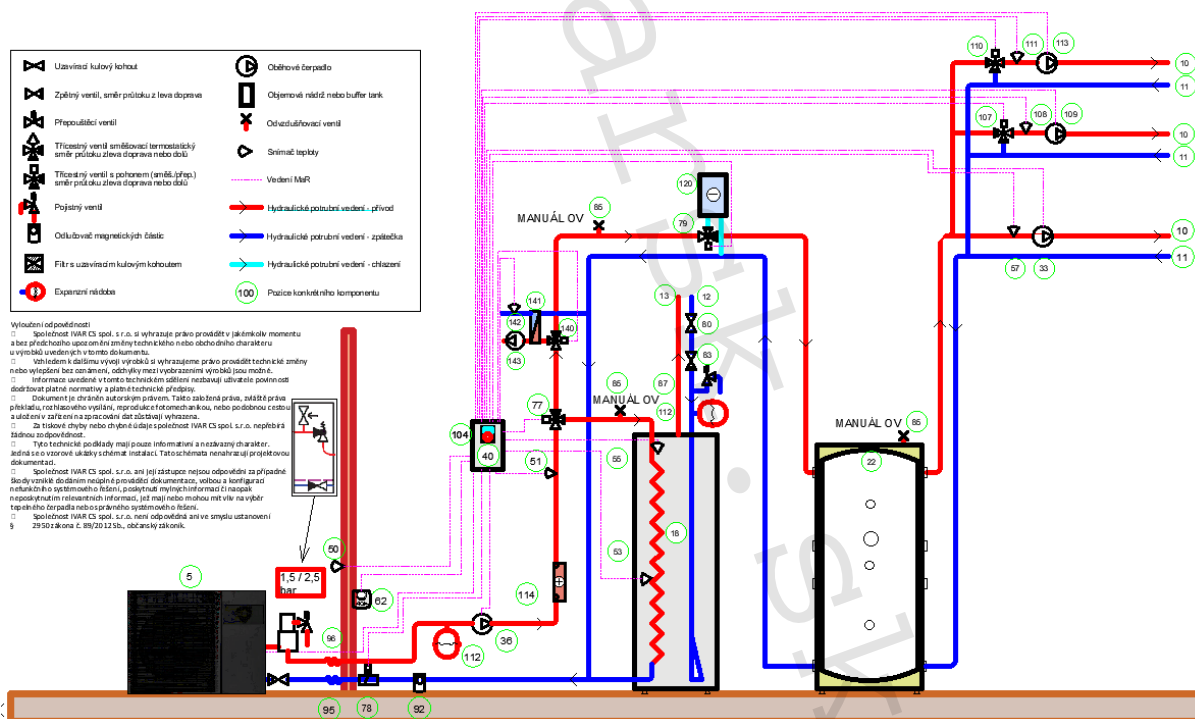 Uzavírací kulový kohout
Oběhové čerpadlo
Zpětný ventil, směr průtoku z leva doprava
Objemová nádrž nebo buffer tank
Přepouštěcí ventil
Odvzdušňovací ventil
Třícestný ventil směšovací termostatický
směr průtoku zleva doprava nebo dolů
Snímač teploty
Třícestný ventil s pohonem (směš./přep.)
směr průtoku zleva doprava nebo dolů
Vedení MaR
Pojistný ventil
Hydraulické potrubní vedení - přívod
Odlučovač magnetických částic
Hydraulické potrubní vedení - zpátečka
Filtr s uzavíracím kulovým kohoutem
Hydraulické potrubní vedení - chlazení
Expanzní nádoba
100 Pozice konkrétního komponentu
Vyloučení odpovědnosti
Společnost IVAR CS spol. s r.o. si vyhrazuje právo provádět v jakémkoliv momentu
a bez předchozího upozornění změny technického nebo obchodního charakteru
u výrobků uvedených v tomto dokumentu.
Vzhledem k dalšímu vývoji výrobků si vyhrazujeme právo provádět technické změny
nebo vylepšení bez oznámení, odchylky mezi vyobrazeními výrobků jsou možné.
Informace uvedené v tomto technickém sdělení nezbavují uživatele povinnosti
dodržovat platné normativy a platné technické předpisy.
Dokument je chráněn autorským právem. Takto založená práva, zvláště práva
překladu, rozhlasového vysílání, reprodukce fotomechanikou, nebo podobnou cestou
a uložení v zařízení na zpracování dat zůstávají vyhrazena.
Za tiskové chyby nebo chybné údaje společnost IVAR CS spol. s r.o. nepřebírá
žádnou zodpovědnost.
Tyto technické podklady mají pouze informativní a nezávazný charakter.
Jedná se o vzorové ukázky schémat instalací. Tato schémata nenahrazují projektovou
dokumentaci.
Společnost IVAR CS spol. s r.o. ani její zástupce nejsou odpovědni za případné
škody vzniklé dodáním neúplné prováděcí dokumentace, volbou a konfigurací
nefunkčního systémového řešení, poskytnutí mylných informací či naopak
neposkytnutím relevantních informací, jež mají nebo mohou mít vliv na výběr
tepelného čerpadla nebo správného systémového řešení.
Společnost IVAR CS spol. s r.o. není odpovědná ani ve smyslu ustanovení
§ 2950 zákona č. 89/2012 Sb., občanský zákoník.
110 111 113
10
11
107 108 109
10
11
120
85
MANUÁL OV
79
10
11
57 33
13 12
141
142
140
143
80
83
85 87
MANUÁL OV
112
77
104
40
51
55
MANUÁL OV 85
22
18
53
50
5
1,5 / 2,5
bar
62
114
96
36
112
95 78 92
ark.sk